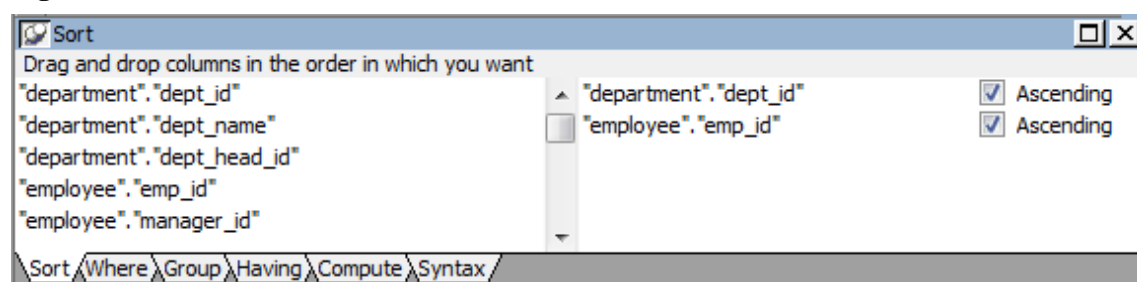 Sort
Drag and drop columns in the order in which you want
"department"."dept_id" "department"."dept_id" Ascending
"department"."dept_name" "employee"."emp_id" Ascending
"department"."dept_head_id"
"employee"."emp_id"
"employee"."manager_id"
Sort Where Group Having Compute Syntax